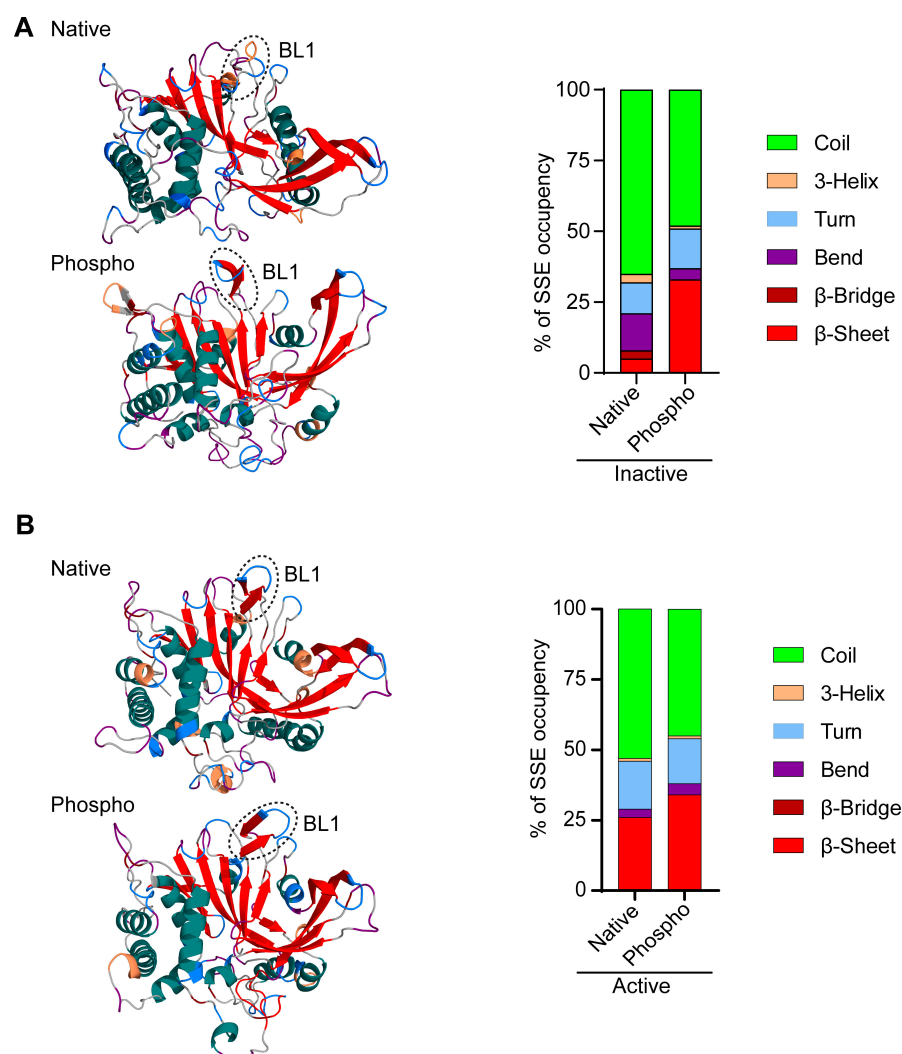 A
Native
BL1
Phospho
BL1
% of SSE occupency
100
75
50
25
0
Native
Phospho
Inactive
Coil
3-Helix
Turn
Bend
β-Bridge
β-Sheet
B
Native
BL1
Phospho
BL1
% of SSE occupency
100
75
50
25
0
Native
Phospho
Active
Coil
3-Helix
Turn
Bend
β-Bridge
β-Sheet